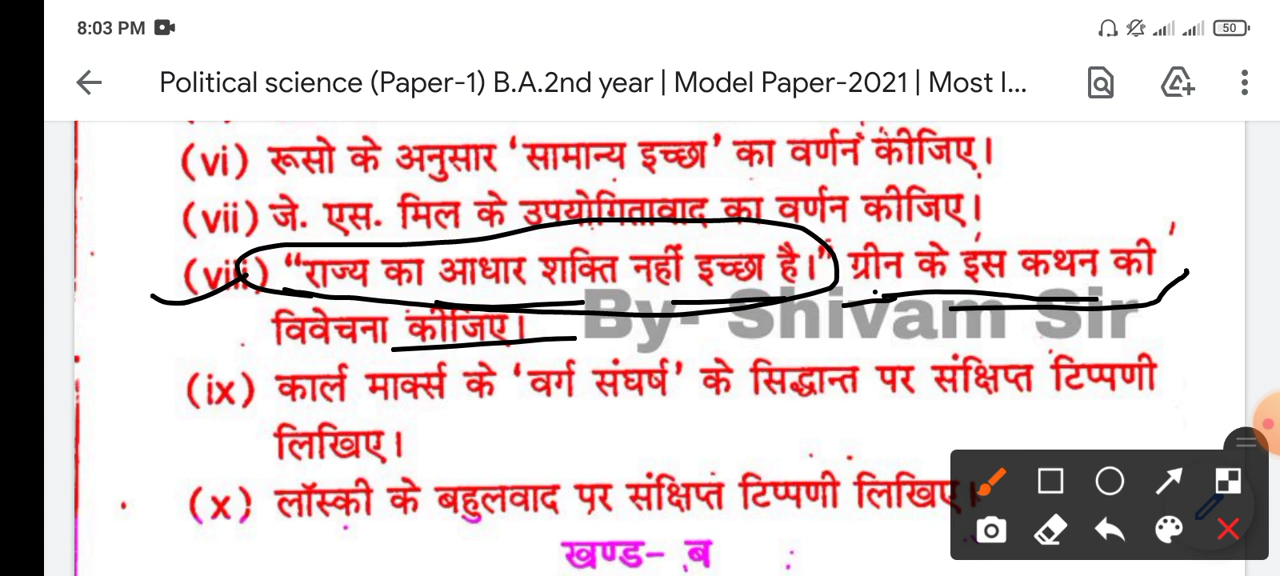 8:03 PM
50
Political science (Paper-1) B.A.2nd year | Model Paper-2021 | Most I...
(vi) रूसो के अनुसार ‘सामान्य इच्छा’ का वर्णन कीजिए।
(vii) जे. एस. मिल के उपयोगितावाद का वर्णन कीजिए।
(viii) “राज्य का आधार शक्ति नहीं इच्छा है।” ग्रीन के इस कथन की
विवेचना कीजिए।
By- Shivam Sir
(ix) कार्ल मार्क्स के ‘वर्ग संघर्ष’ के सिद्धान्त पर संक्षिप्त टिप्पणी
लिखिए।
(x) लॉस्की के बहुलवाद पर संक्षिप्त टिप्पणी लिखिए।
खण्ड- ब